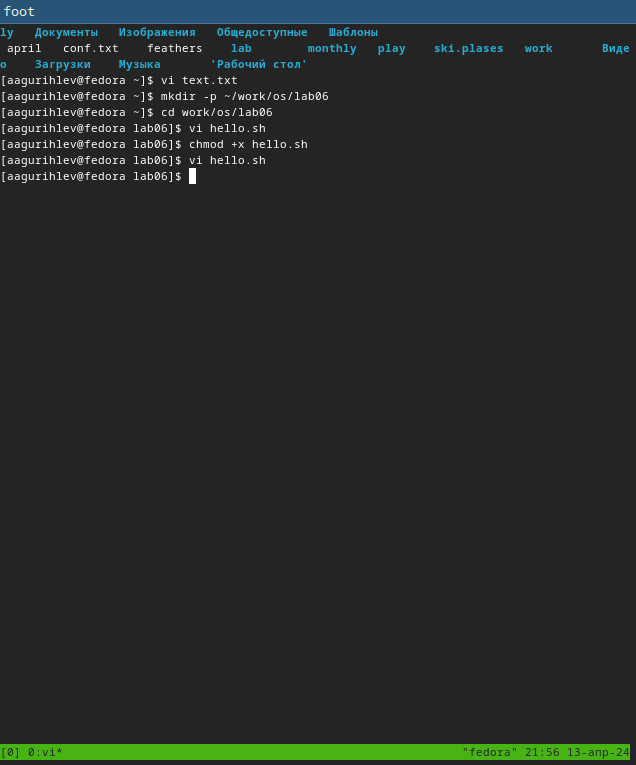 foot
ly   Документы   Изображения   Общедоступные   Шаблоны
april   conf.txt    feathers    lab        monthly   play    ski.plases   work       Виде
о    Загрузки    Музыка       'Рабочий стол'
[aagurihlev@fedora ~]$ vi text.txt
[aagurihlev@fedora ~]$ mkdir -p ~/work/os/lab06
[aagurihlev@fedora ~]$ cd work/os/lab06
[aagurihlev@fedora lab06]$ vi hello.sh
[aagurihlev@fedora lab06]$ chmod +x hello.sh
[aagurihlev@fedora lab06]$ vi hello.sh
[aagurihlev@fedora lab06]$
[0] 0:vi* "fedora" 21:56 13-апр-24